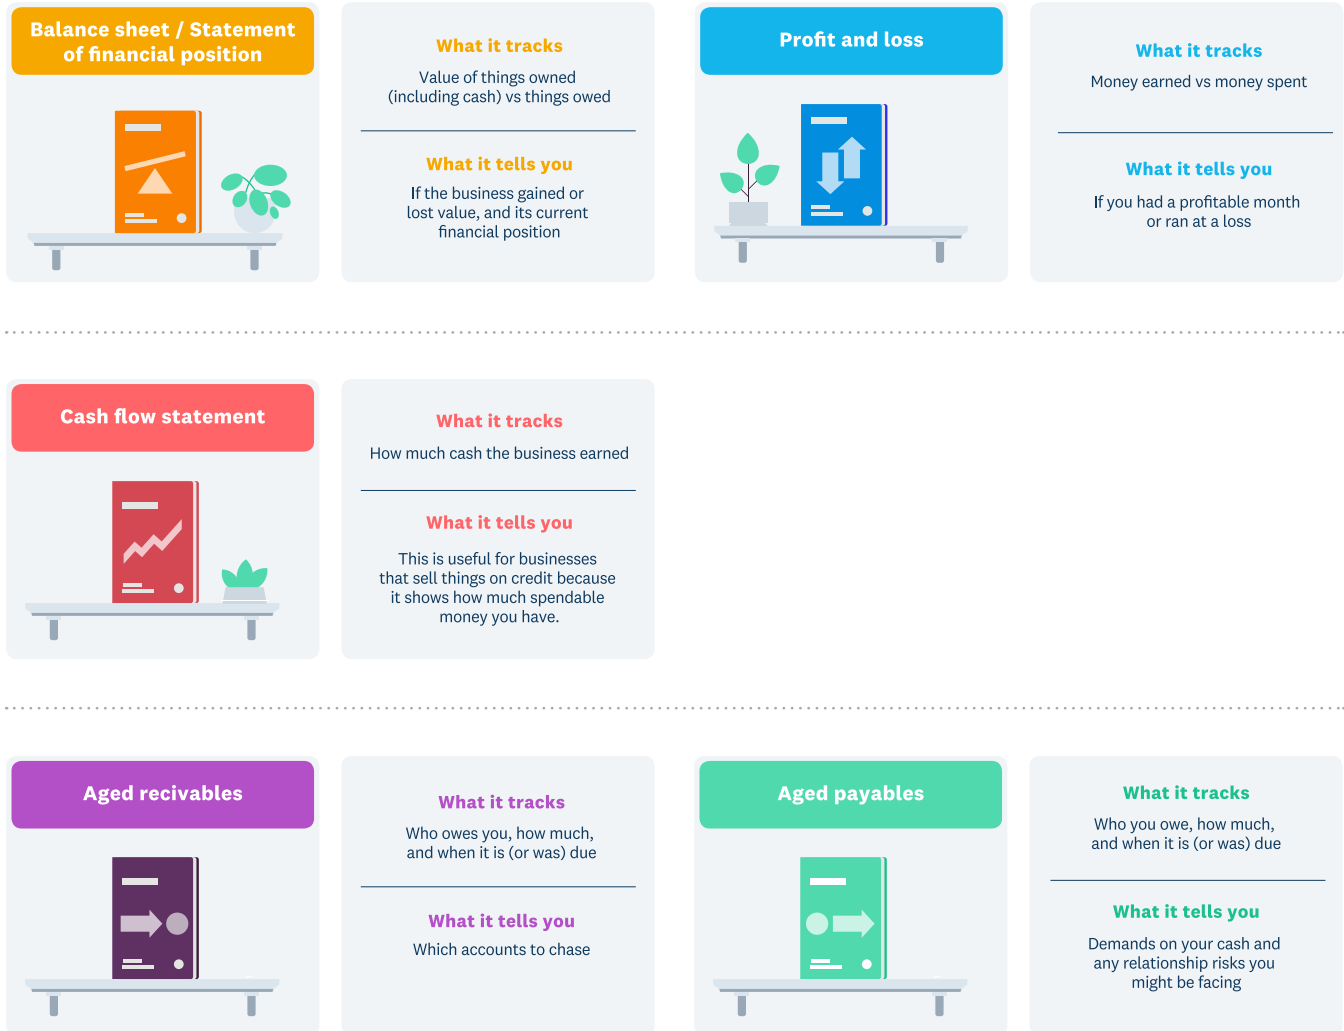 Balance sheet / Statement
of financial position
What it tracks
Value of things owned
(including cash) vs things owed
What it tells you
If the business gained or
lost value, and its current
financial position
Profit and loss
What it tracks
Money earned vs money spent
What it tells you
If you had a profitable month
or ran at a loss
Cash flow statement
What it tracks
How much cash the business earned
What it tells you
This is useful for businesses
that sell things on credit because
it shows how much spendable
money you have.
Aged recivables
What it tracks
Who owes you, how much,
and when it is (or was) due
What it tells you
Which accounts to chase
Aged payables
What it tracks
Who you owe, how much,
and when it is (or was) due
What it tells you
Demands on your cash and
any relationship risks you
might be facing